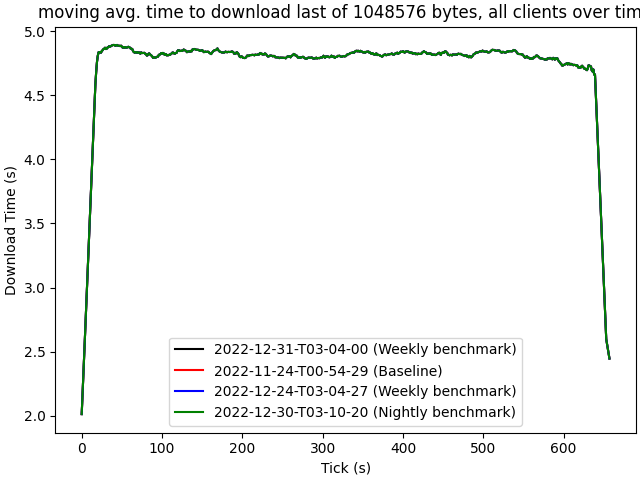 moving avg. time to download last of 1048576 bytes, all clients over tim
5.0
4.5
4.0
3.5
3.0
2.5
2.0
Download Time (s)
2022-12-31-T03-04-00 (Weekly benchmark)
2022-11-24-T00-54-29 (Baseline)
2022-12-24-T03-04-27 (Weekly benchmark)
2022-12-30-T03-10-20 (Nightly benchmark)
0 100 200 300 400 500 600
Tick (s)